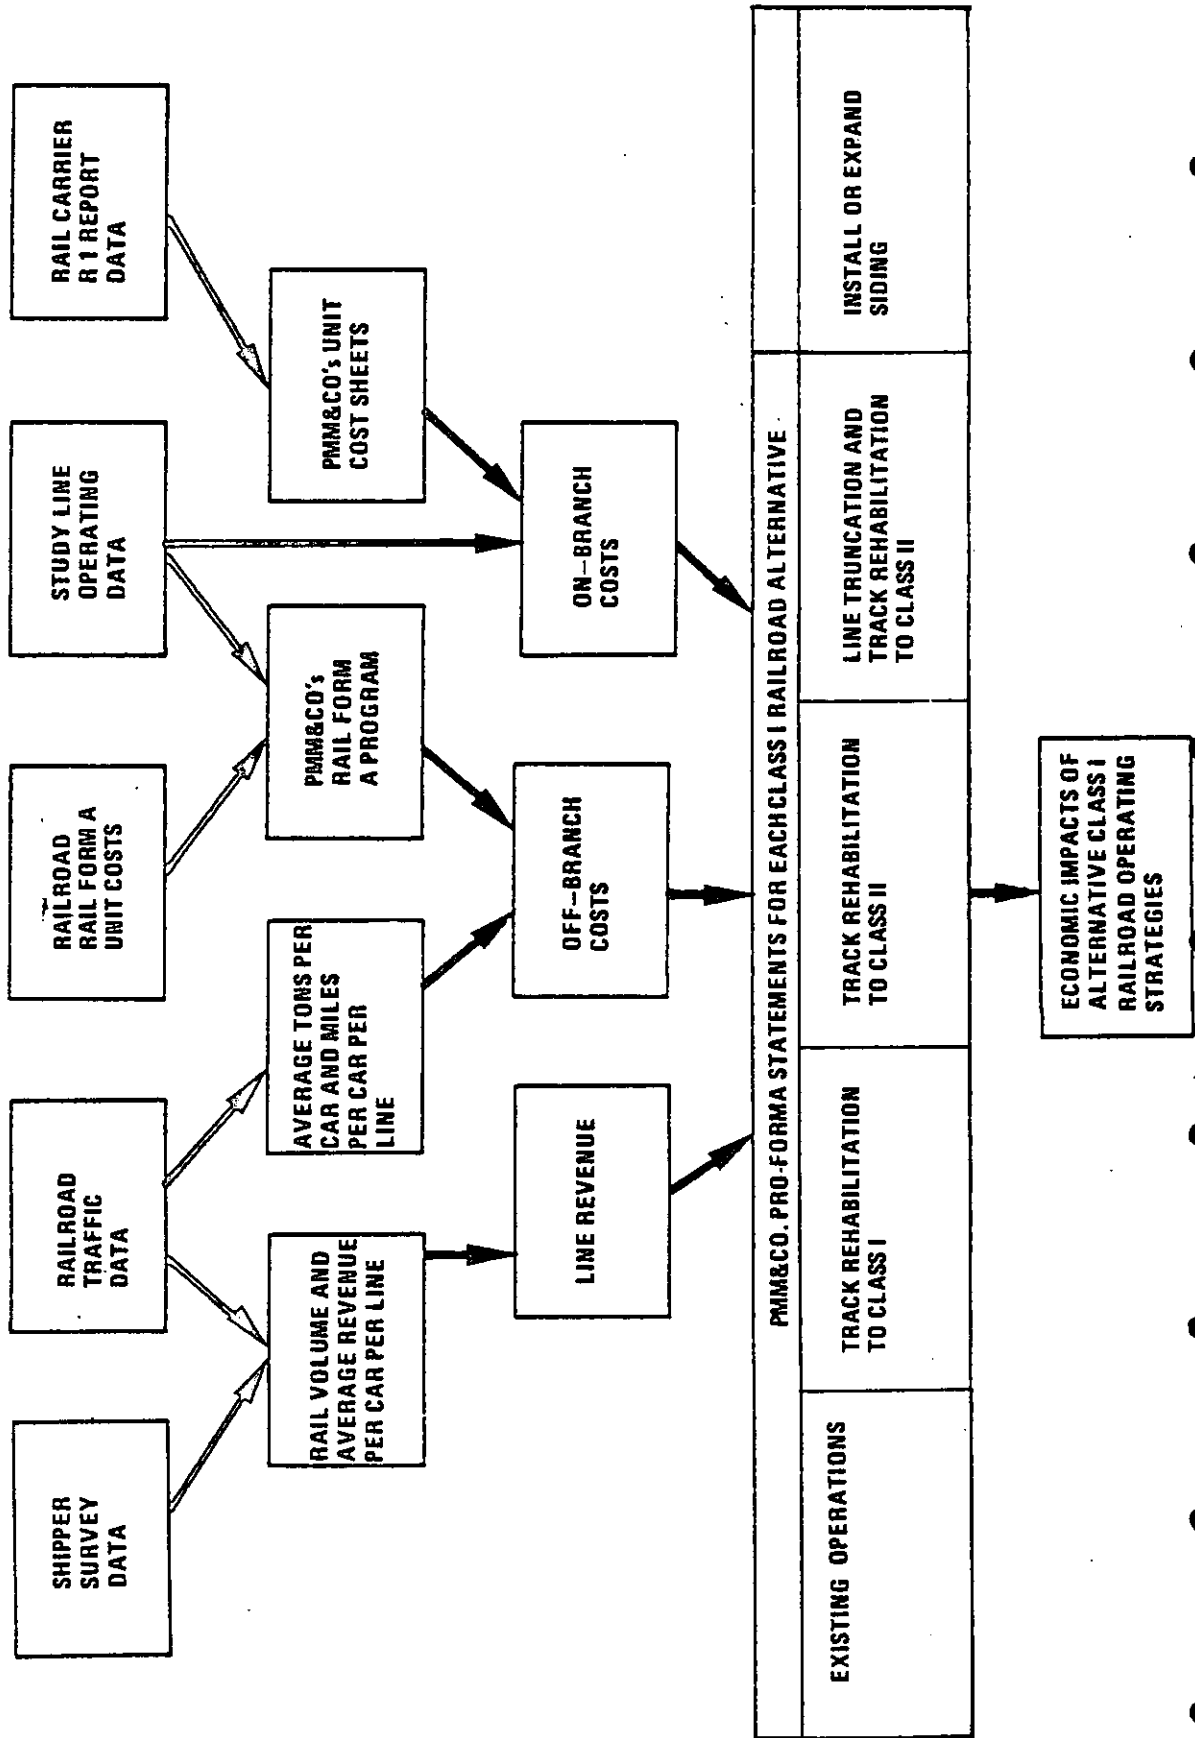 SHIPPER
SURVEY
DATA
RAILROAD
TRAFFIC
DATA
RAILROAD
RAIL FORM A
UNIT COSTS
STUDY LINE
OPERATING
DATA
RAIL CARRIER
R 1 REPORT
DATA
RAIL VOLUME AND
AVERAGE REVENUE
PER CAR PER LINE
AVERAGE TONS PER
CAR AND MILES
PER CAR PER
LINE
PMM&CO's
RAIL FORM
A PROGRAM
PMM&CO's UNIT
COST SHEETS
LINE REVENUE
OFF–BRANCH
COSTS
ON–BRANCH
COSTS
PMM&CO. PRO-FORMA STATEMENTS FOR EACH CLASS I RAILROAD ALTERNATIVE
EXISTING OPERATIONS
TRACK REHABILITATION
TO CLASS I
TRACK REHABILITATION
TO CLASS II
LINE TRUNCATION AND
TRACK REHABILITATION
TO CLASS II
INSTALL OR EXPAND
SIDING
ECONOMIC IMPACTS OF
ALTERNATIVE CLASS I
RAILROAD OPERATING
STRATEGIES